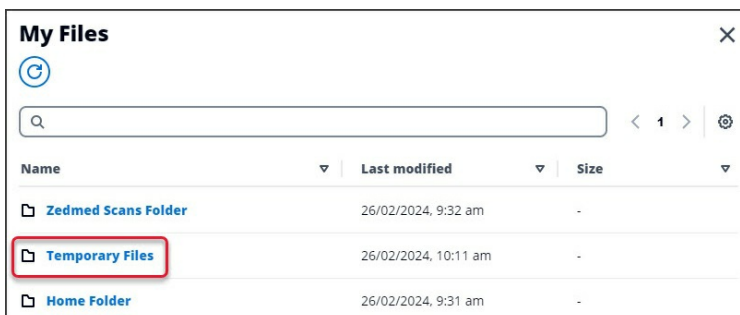 My Files
1
Name Last modified Size
Zedmed Scans Folder 26/02/2024, 9:32 am -
Temporary Files 26/02/2024, 10:11 am -
Home Folder 26/02/2024, 9:31 am -